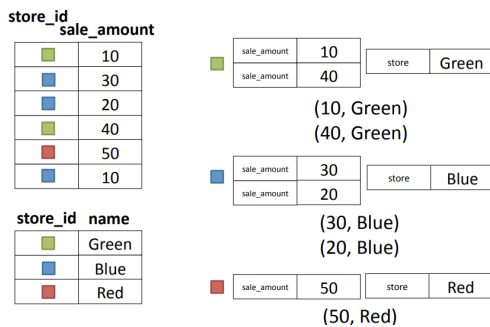 store_id sale_amount
10
30
20
40
50
10
store_id name
Green
Blue
Red
sale_amount 10
sale_amount 40
store Green
(10, Green)
(40, Green)
sale_amount 30
sale_amount 20
store Blue
(30, Blue)
(20, Blue)
sale_amount 50 store Red
(50, Red)